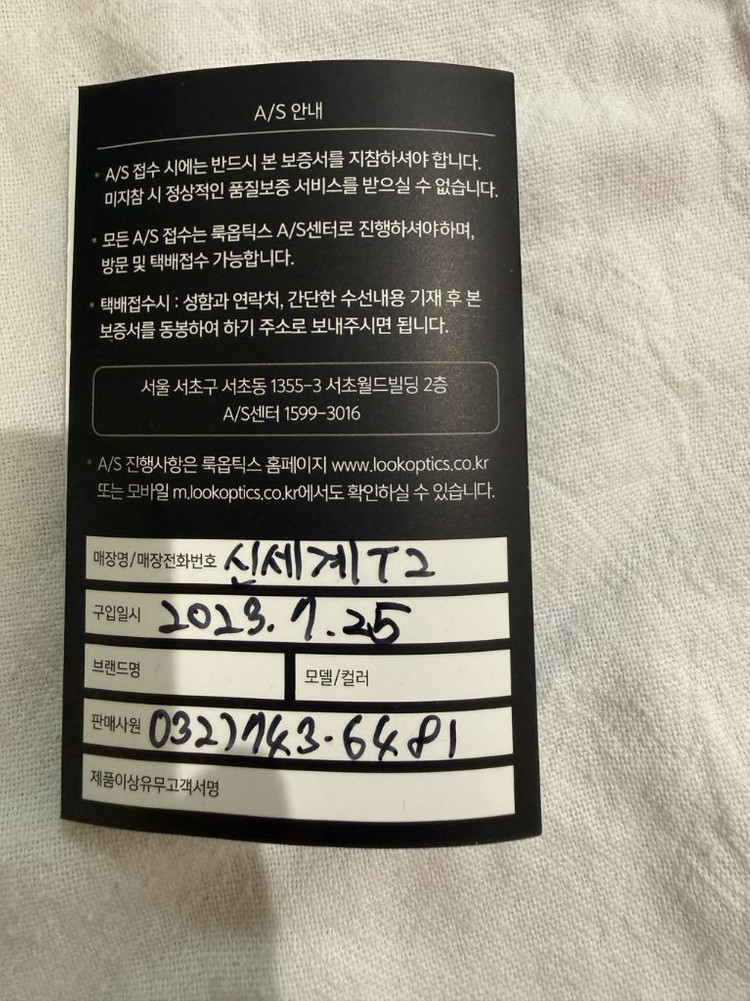 A/S 안내
• A/S 접수 시에는 반드시 본 보증서를 지참하셔야 합니다.
미지참 시 정상적인 품질보증 서비스를 받으실 수 없습니다.
• 모든 A/S 접수는 룩옵틱스 A/S센터로 진행하셔야하며,
방문 및 택배접수 가능합니다.
• 택배접수시 : 성함과 연락처, 간단한 수선내용 기재 후 본
보증서를 동봉하여 하기 주소로 보내주시면 됩니다.
서울 서초구 서초동 1355-3 서초월드빌딩 2층
A/S센터 1599-3016
• A/S 진행사항은 룩옵틱스 홈페이지 www.lookoptics.co.kr
또는 모바일 m.lookoptics.co.kr에서도 확인하실 수 있습니다.
매장명/매장전화번호 신세계 T2
구입일시 2023. 7. 25
브랜드명 모델/컬러
판매사원 032)743-6481
제품이상유무고객서명